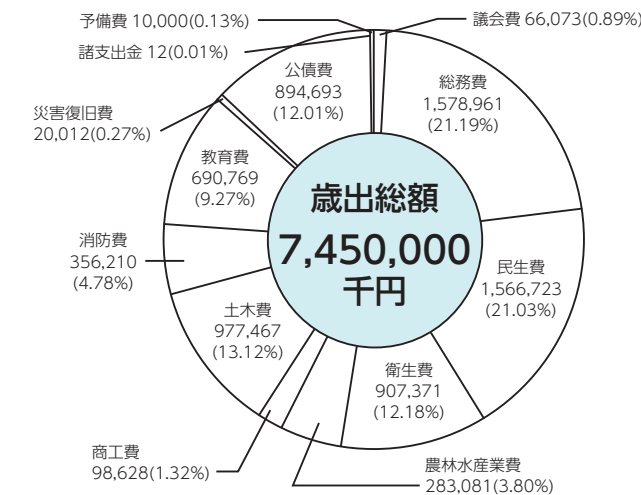 予備費 10,000(0.13%)
諸支出金 12(0.01%)
議会費 66,073(0.89%)
公債費
894,693
(12.01%)
総務費
1,578,961
(21.19%)
災害復旧費
20,012(0.27%)
教育費
690,769
(9.27%)
歳出総額
7,450,000
千円
消防費
356,210
(4.78%)
民生費
1,566,723
(21.03%)
土木費
977,467
(13.12%)
衛生費
907,371
(12.18%)
商工費
98,628(1.32%)
農林水産業費
283,081(3.80%)